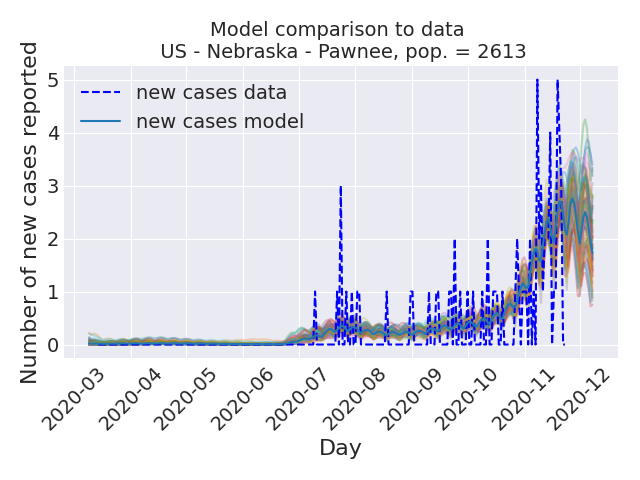 Model comparison to data
US - Nebraska - Pawnee, pop. = 2613
Number of new cases reported
5
4
3
2
1
0
new cases data
new cases model
2020-03
2020-04
2020-05
2020-06
2020-07
2020-08
2020-09
2020-10
2020-11
2020-12
Day